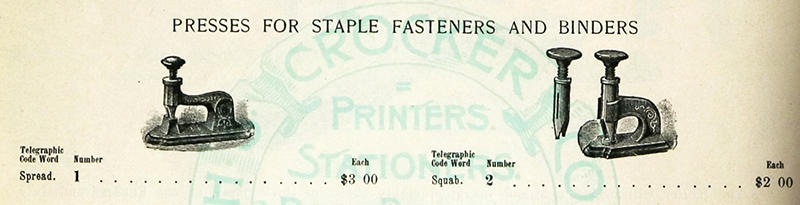 PRESSES FOR STAPLE FASTENERS AND BINDERS
H. S. CROCKER CO
=
PRINTERS.
STATIONERS.
Telegraphic
Code Word Number Each
Spread. 1 . . . . . . . . . . . . . . . . . . $3 00
Telegraphic
Code Word Number Each
Squab. 2 . . . . . . . . . . . . . . . . . . $2 00